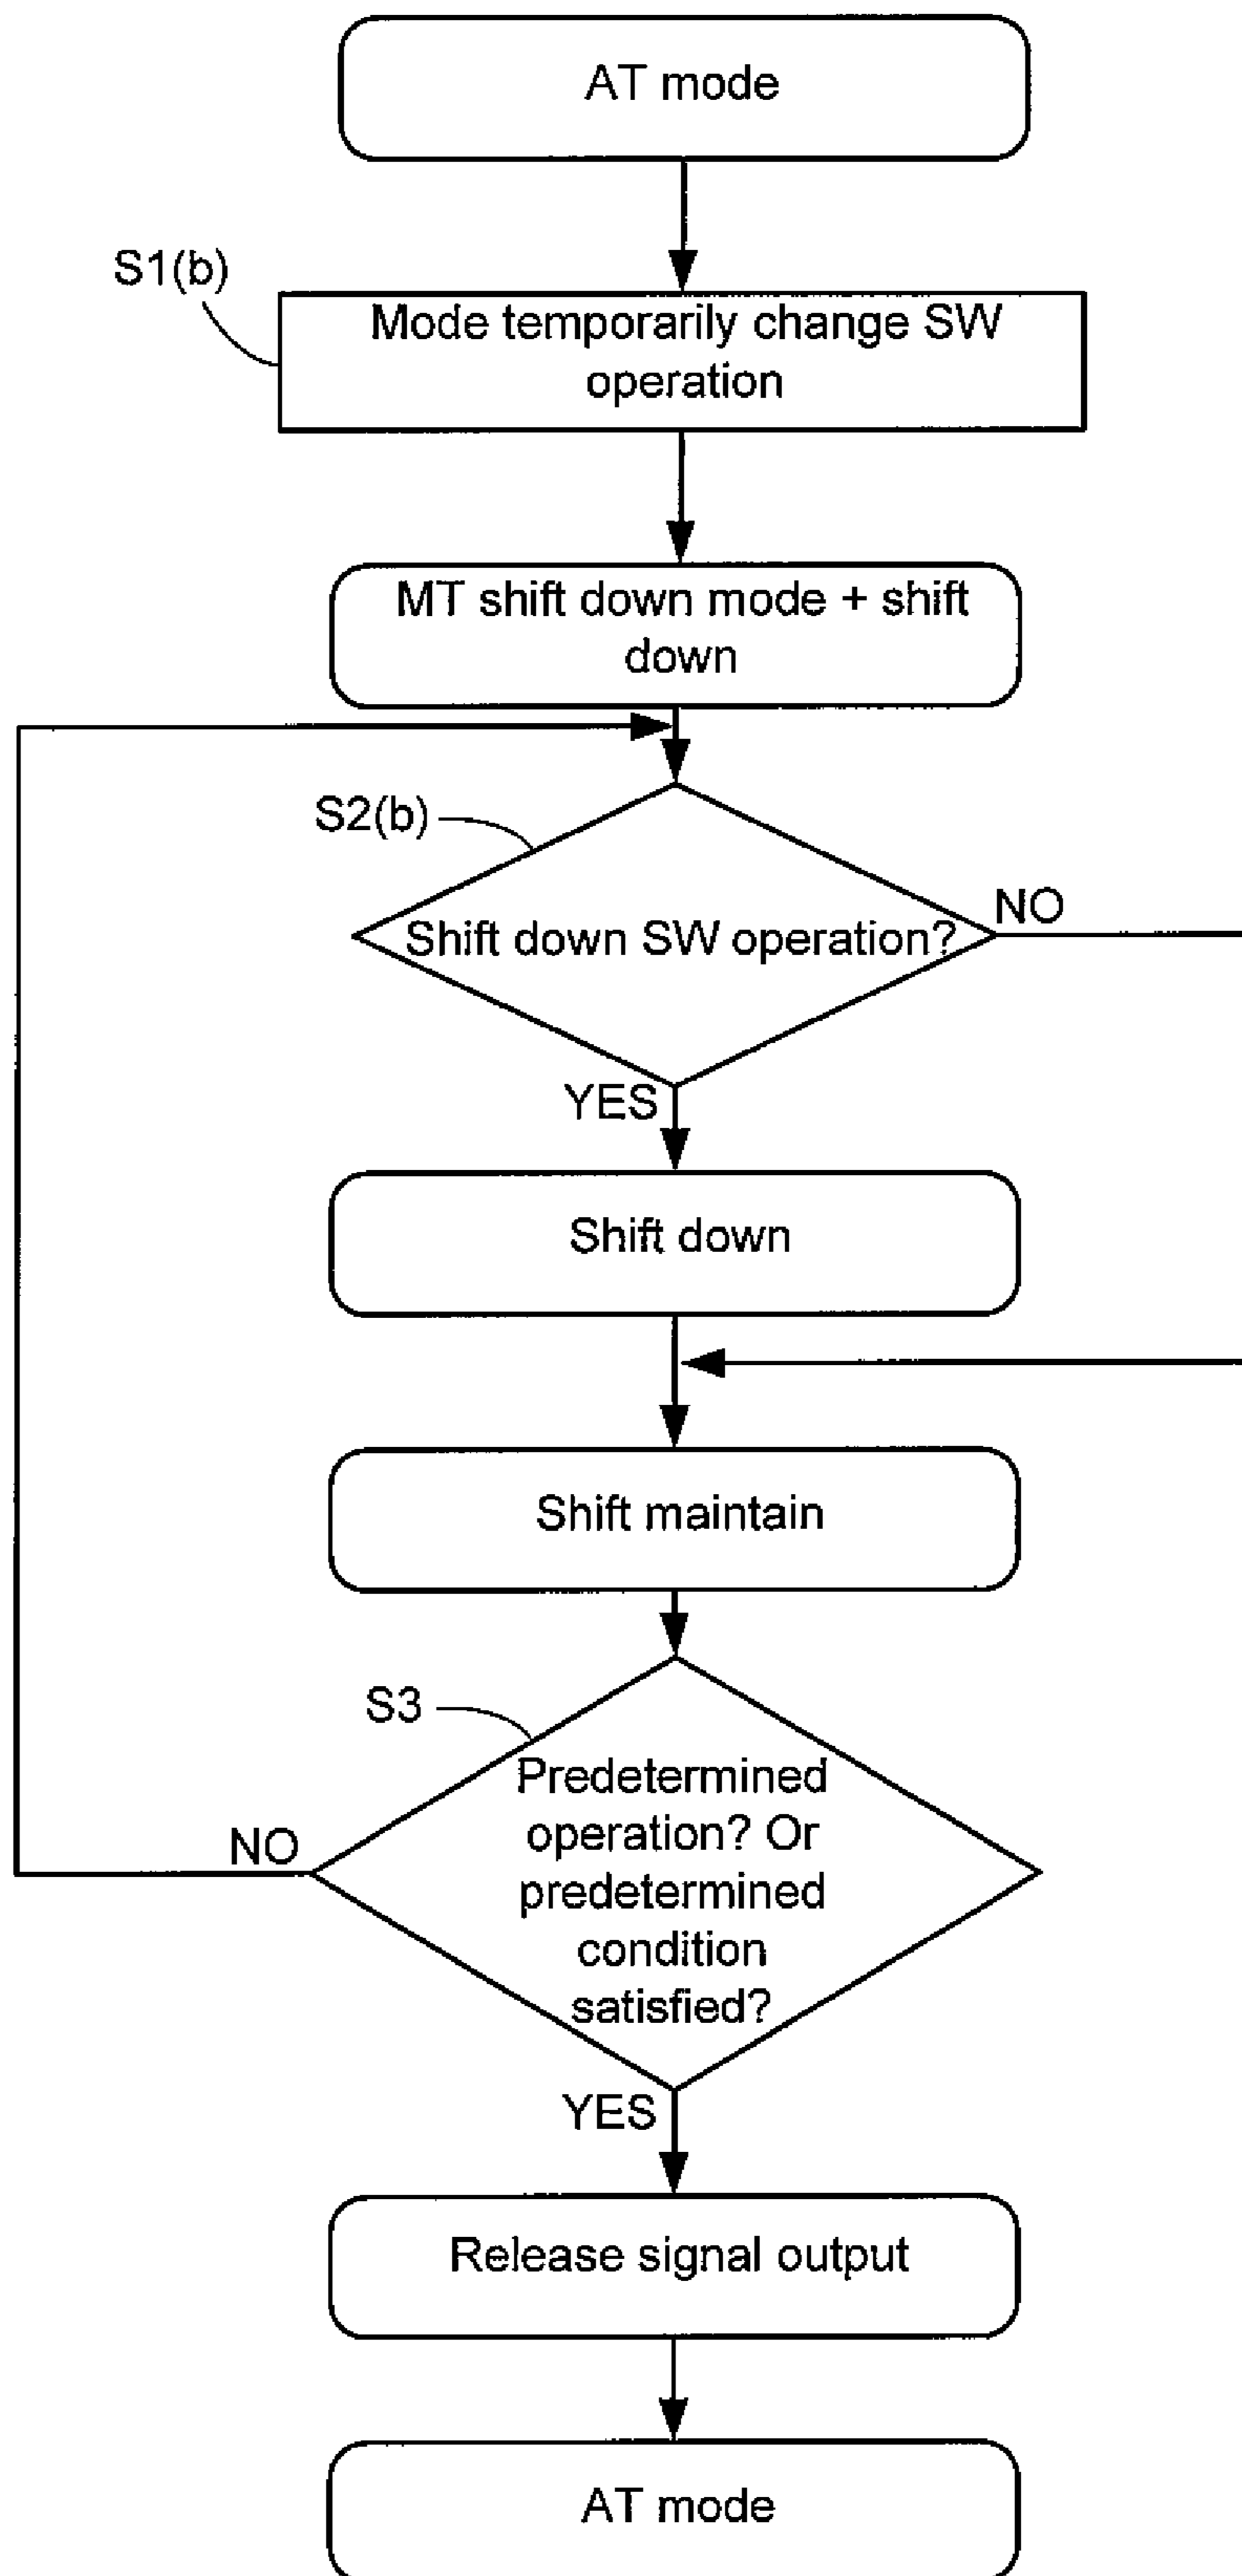 AT mode
S1(b)
Mode temporarily change SW
operation
MT shift down mode + shift
down
S2(b)
NO
Shift down SW operation?
YES
Shift down
Shift maintain
S3
Predetermined
operation? Or
predetermined
condition
satisfied?
NO
YES
Release signal output
AT mode